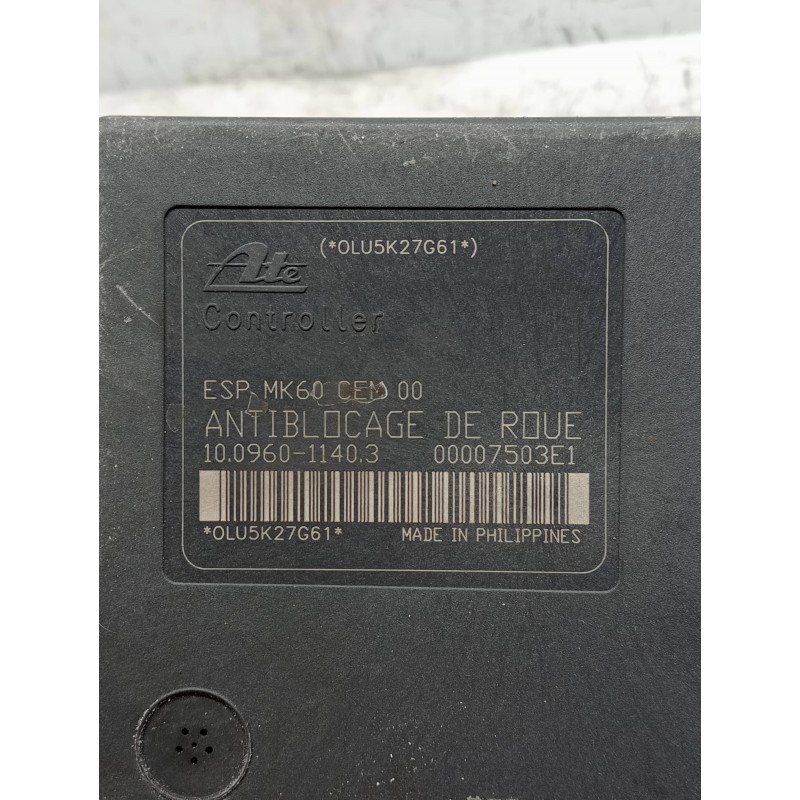 (*OLU5K27G61*)
Ate
Controller
ESP MK60 CEM 00
ANTIBLOCAGE DE ROUE
10.0960-1140.3 00007503E1
*OLU5K27G61* MADE IN PHILIPPINES